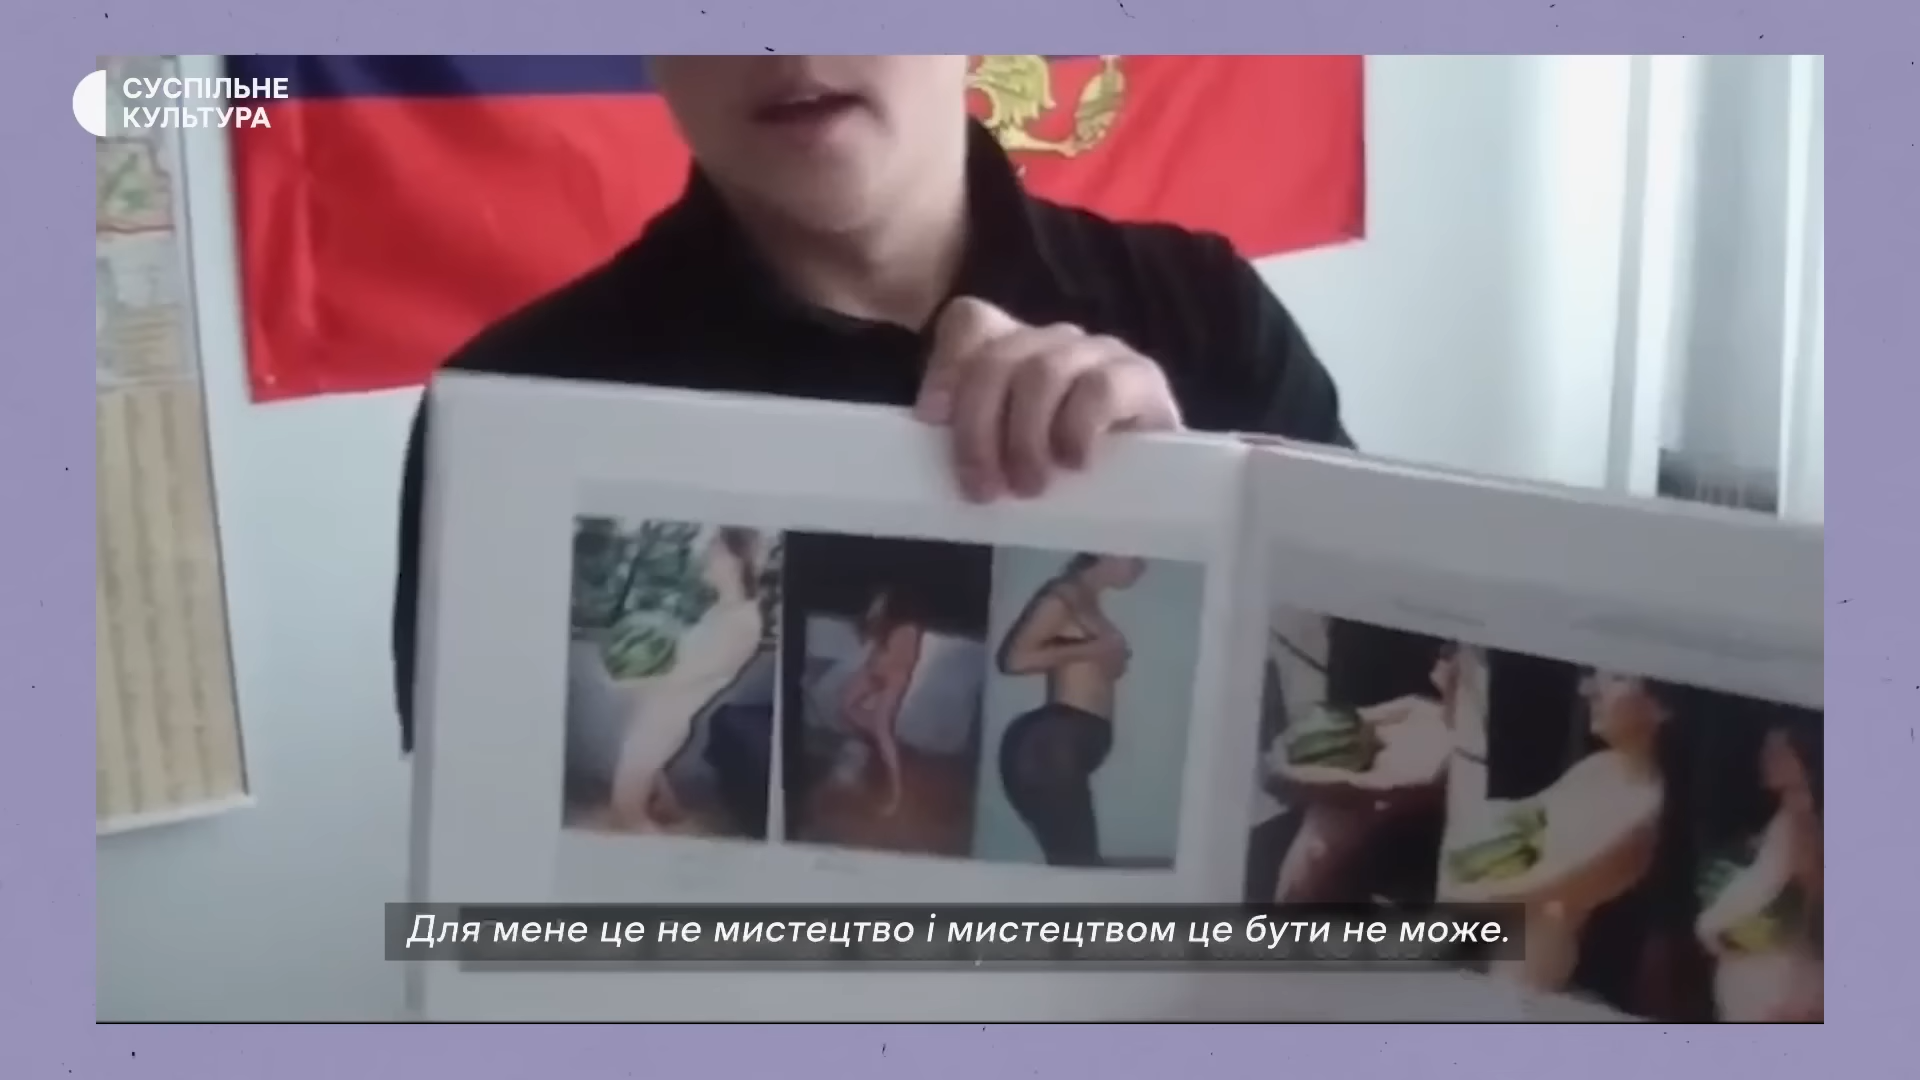 СУСПІЛЬНЕ
КУЛЬТУРА
Для мене це не мистецтво і мистецтвом це бути не може.